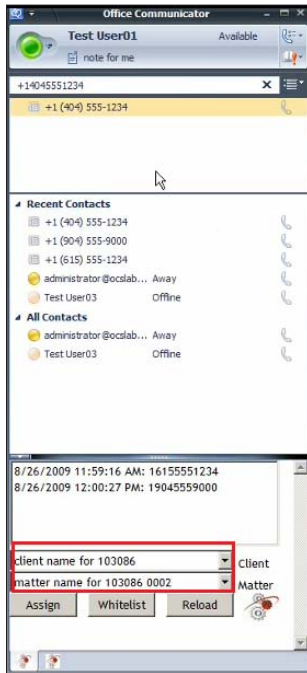 Office Communicator
Test User01 Available
note for me
+14045551234
+1 (404) 555-1234
Recent Contacts
+1 (404) 555-1234
+1 (904) 555-9000
+1 (615) 555-1234
administrator@ocslab... Away
Test User03 Offline
All Contacts
administrator@ocslab... Away
Test User03 Offline
8/26/2009 11:59:16 AM: 16155551234
8/26/2009 12:00:27 PM: 19045559000
client name for 103086 Client
matter name for 103086 0002 Matter
Assign Whitelist Reload